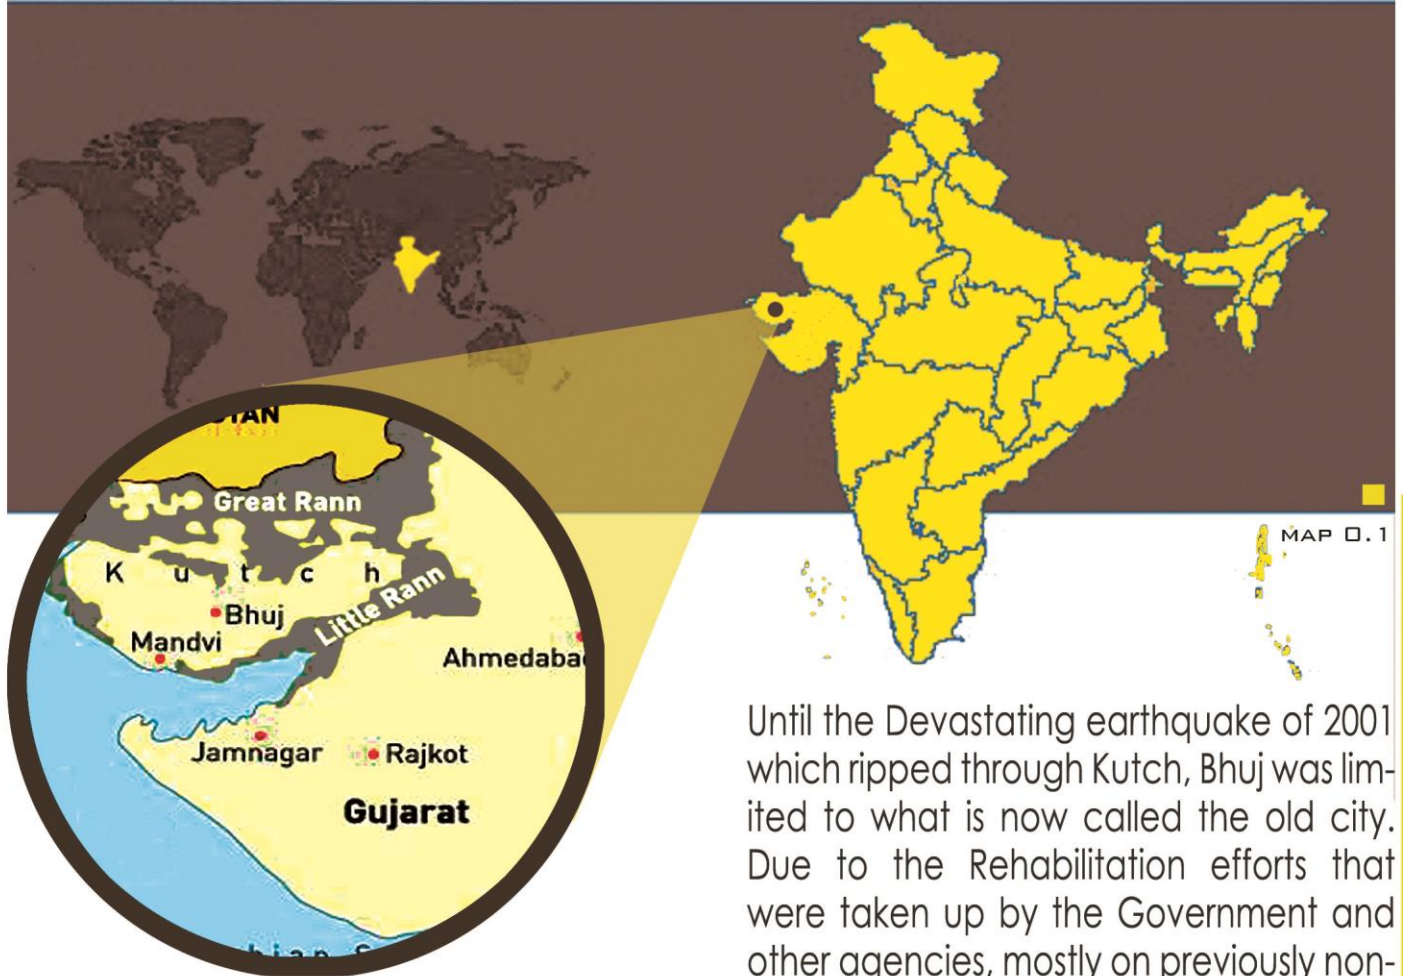 Great Rann
K u t c h
Little Rann
Bhuj
Mandvi
Jamnagar
Rajkot
Gujarat
MAP 0.1
Until the Devastating earthquake of 2001
which ripped through Kutch, Bhuj was lim-
ited to what is now called the old city.
Due to the Rehabilitation efforts that
were taken up by the Government and
other agencies, mostly on previously non-